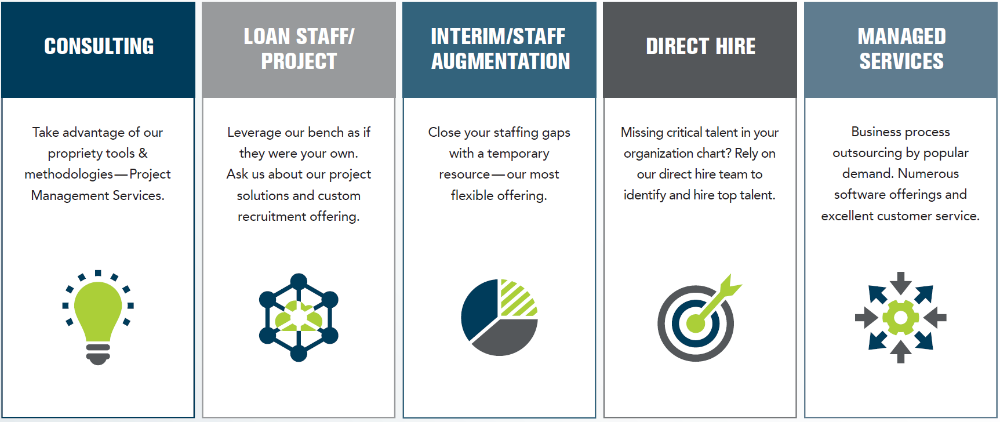 CONSULTING
Take advantage of our
propriety tools &
methodologies—Project
Management Services.
LOAN STAFF/
PROJECT
Leverage our bench as if
they were your own.
Ask us about our project
solutions and custom
recruitment offering.
INTERIM/STAFF
AUGMENTATION
Close your staffing gaps
with a temporary
resource—our most
flexible offering.
DIRECT HIRE
Missing critical talent in your
organization chart? Rely on
our direct hire team to
identify and hire top talent.
MANAGED
SERVICES
Business process
outsourcing by popular
demand. Numerous
software offerings and
excellent customer service.